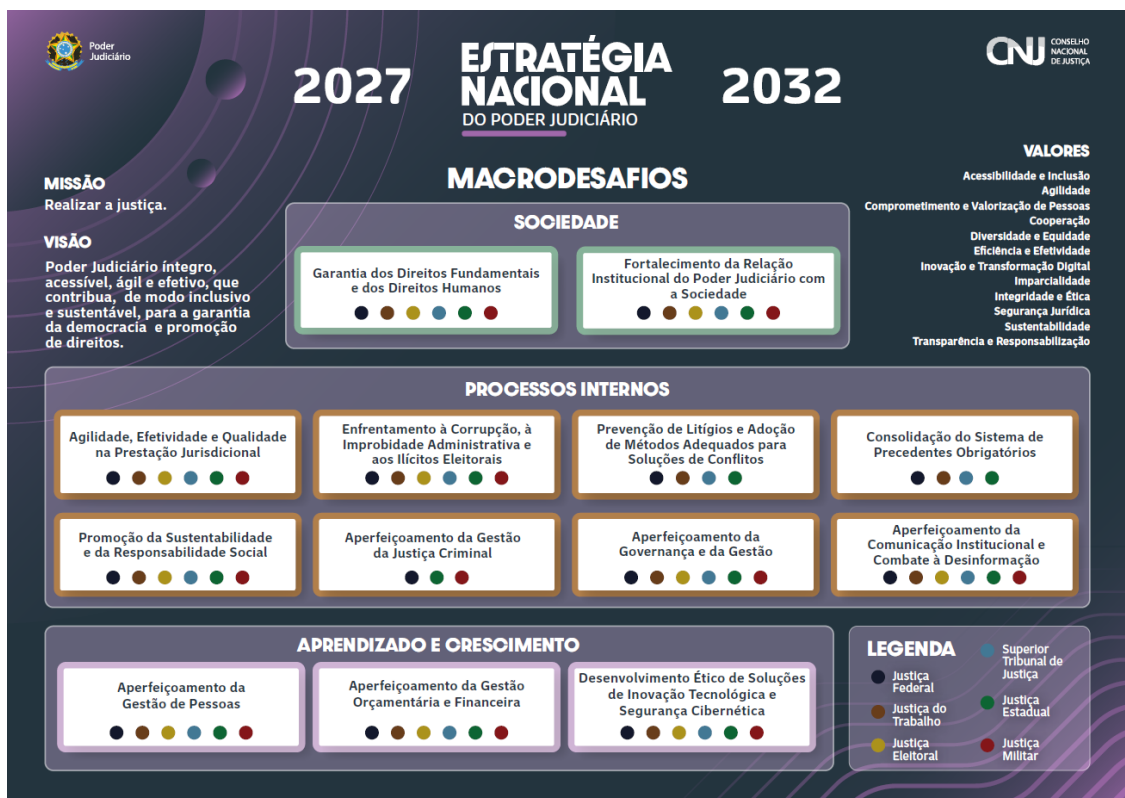 Poder
Judiciário
2027
ESTRATÉGIA
NACIONAL
DO PODER JUDICIÁRIO
2032
CNJ
CONSELHO
NACIONAL
DE JUSTIÇA
MISSÃO
Realizar a justiça.
VISÃO
Poder Judiciário íntegro,
acessível, ágil e efetivo, que
contribua, de modo inclusivo
e sustentável, para a garantia
da democracia e promoção
de direitos.
VALORES
Acessibilidade e Inclusão
Agilidade
Comprometimento e Valorização de Pessoas
Cooperação
Diversidade e Equidade
Eficiência e Efetividade
Inovação e Transformação Digital
Imparcialidade
Integridade e Ética
Segurança Jurídica
Sustentabilidade
Transparência e Responsabilização
MACRODESAFIOS
SOCIEDADE
Garantia dos Direitos Fundamentais
e dos Direitos Humanos
Fortalecimento da Relação
Institucional do Poder Judiciário com
a Sociedade
PROCESSOS INTERNOS
Agilidade, Efetividade e Qualidade
na Prestação Jurisdicional
Enfrentamento à Corrupção, à
Improbidade Administrativa e
aos Ilícitos Eleitorais
Prevenção de Litígios e Adoção
de Métodos Adequados para
Soluções de Conflitos
Consolidação do Sistema de
Precedentes Obrigatórios
Promoção da Sustentabilidade
e da Responsabilidade Social
Aperfeiçoamento da Gestão
da Justiça Criminal
Aperfeiçoamento da
Governança e da Gestão
Aperfeiçoamento da
Comunicação Institucional e
Combate à Desinformação
APRENDIZADO E CRESCIMENTO
Aperfeiçoamento da
Gestão de Pessoas
Aperfeiçoamento da Gestão
Orçamentária e Financeira
Desenvolvimento Ético de Soluções
de Inovação Tecnológica e
Segurança Cibernética
LEGENDA
Justiça
Federal
Justiça do
Trabalho
Justiça
Eleitoral
Superior
Tribunal de
Justiça
Justiça
Estadual
Justiça
Militar